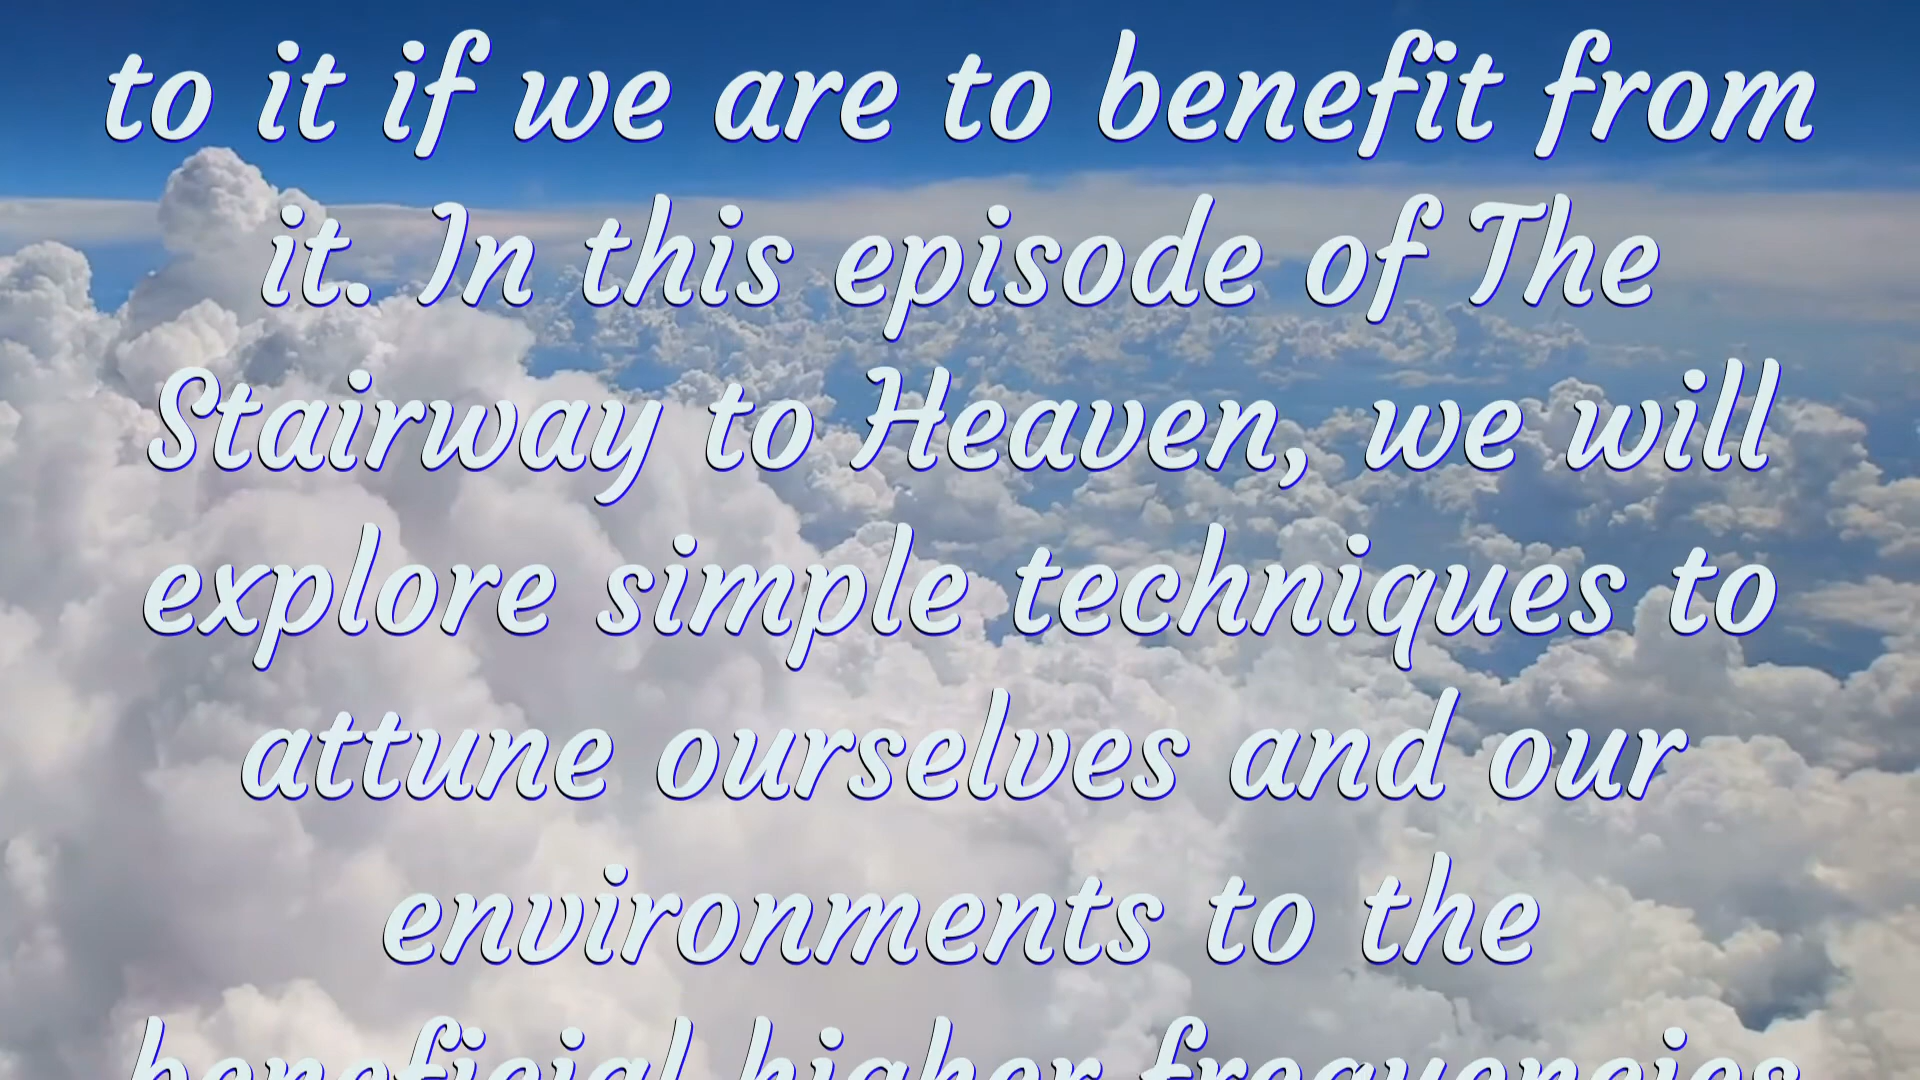 to it if we are to benefit from
it. In this episode of The
Stairway to Heaven, we will
explore simple techniques to
attune ourselves and our
environments to the
beneficial higher frequencies